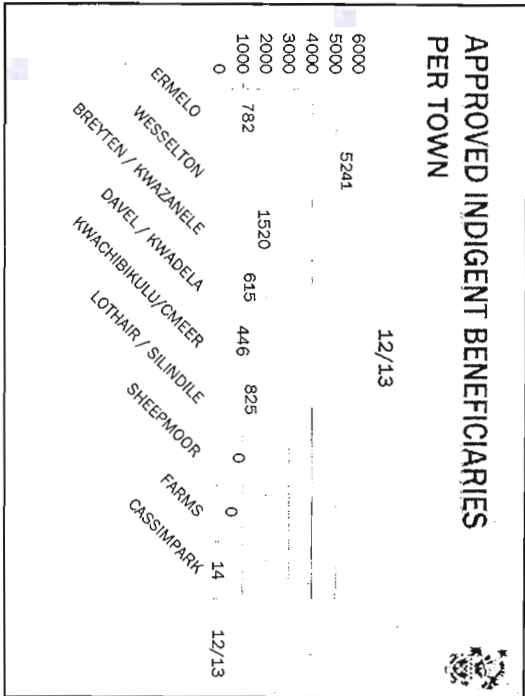 APPROVED INDIGENT BENEFICIARIES
PER TOWN
12/13
6000
5000
4000
3000
2000
1000
0
782
5241
1520
615
446
825
0
0
14
ERMELO
WESSELTON
BREYTEN / KWAZANELE
DAVEL / KWADELA
KWACHIBIKULU/CMEER
LOTHAIR / SILINDILE
SHEEPMOOR
FARMS
CASSIMPARK
12/13